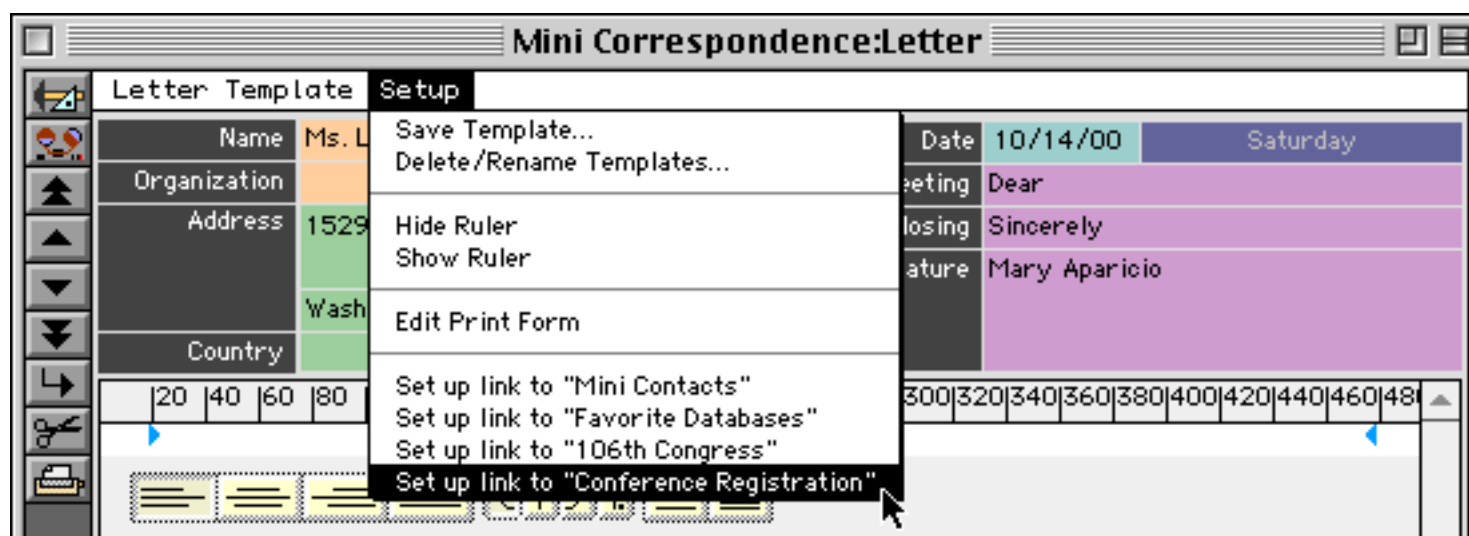 Mini Correspondence:Letter
Letter Template Setup
Save Template...
Delete/Rename Templates...
Hide Ruler
Show Ruler
Edit Print Form
Set up link to "Mini Contacts"
Set up link to "Favorite Databases"
Set up link to "106th Congress"
Set up link to "Conference Registration"
Name Ms. L
Organization
Address 1529
Wash
Country
Date 10/14/00 Saturday
eeting Dear
losing Sincerely
ature Mary Aparicio
|20 |40 |60 |80 300|320|340|360|380|400|420|440|460|48